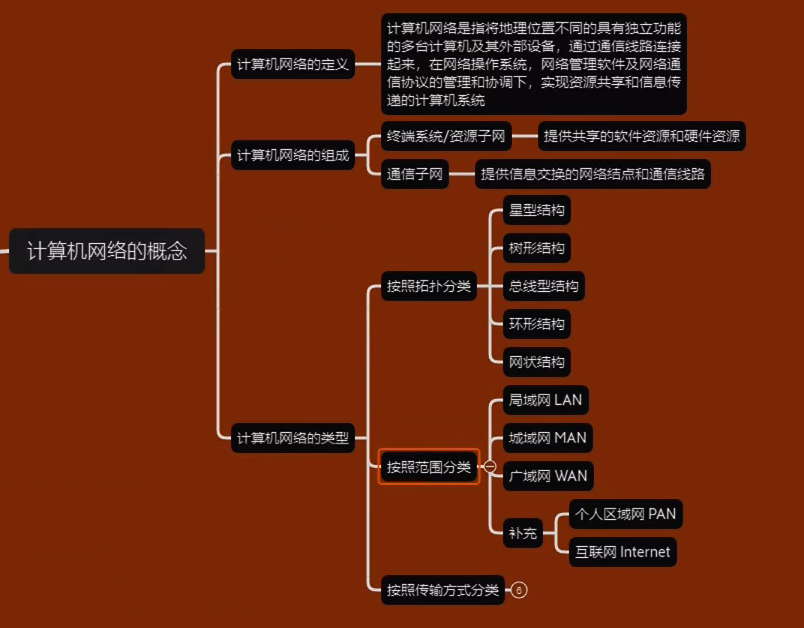 计算机网络的概念
计算机网络的定义
计算机网络是指将地理位置不同的具有独立功能
的多台计算机及其外部设备，通过通信线路连接
起来，在网络操作系统，网络管理软件及网络通
信协议的管理和协调下，实现资源共享和信息传
递的计算机系统
计算机网络的组成
终端系统/资源子网
提供共享的软件资源和硬件资源
通信子网
提供信息交换的网络结点和通信线路
计算机网络的类型
按照拓扑分类
星型结构
树形结构
总线型结构
环形结构
网状结构
按照范围分类
局域网 LAN
城域网 MAN
广域网 WAN
补充
个人区域网 PAN
互联网 Internet
按照传输方式分类
6